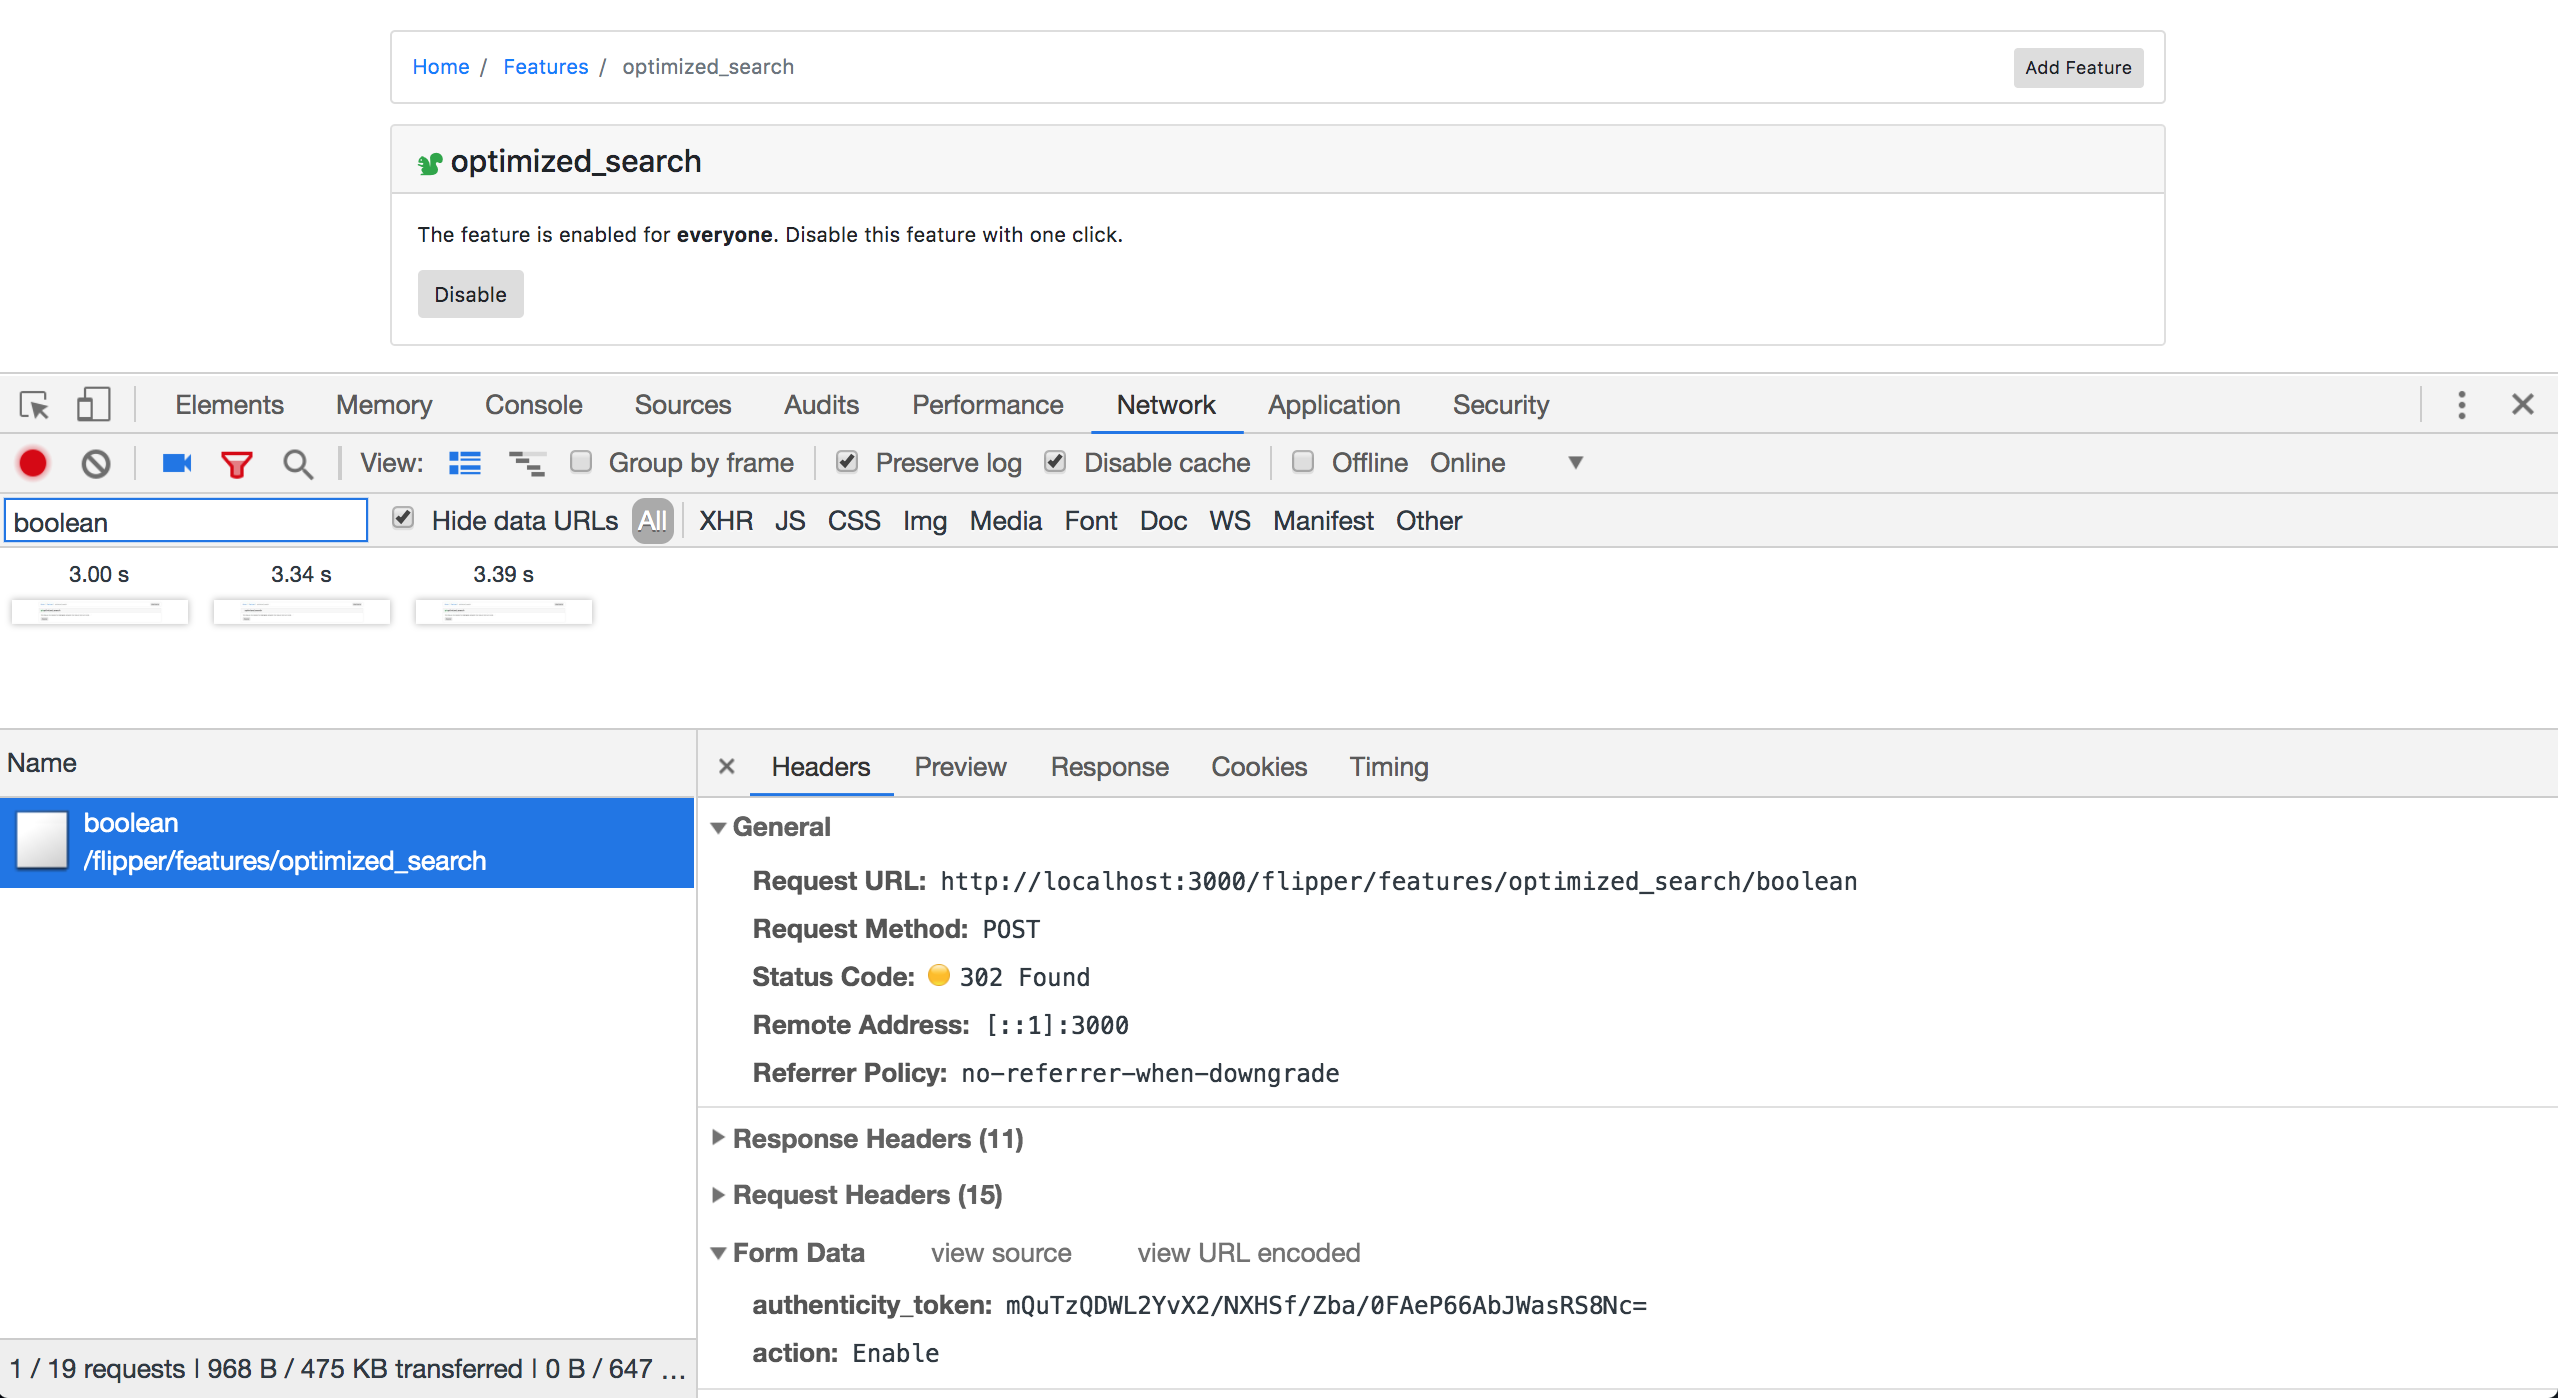 Home / Features / optimized_search
Add Feature
optimized_search
The feature is enabled for everyone. Disable this feature with one click.
Disable
Elements Memory Console Sources Audits Performance Network Application Security
View: Group by frame Preserve log Disable cache Offline Online
boolean
Hide data URLs All XHR JS CSS Img Media Font Doc WS Manifest Other
3.00 s 3.34 s 3.39 s
Name
boolean
/flipper/features/optimized_search
Headers Preview Response Cookies Timing
General
Request URL: http://localhost:3000/flipper/features/optimized_search/boolean
Request Method: POST
Status Code: 302 Found
Remote Address: [::1]:3000
Referrer Policy: no-referrer-when-downgrade
Response Headers (11)
Request Headers (15)
Form Data view source view URL encoded
authenticity_token: mQuTzQDWL2YvX2/NXHSf/Zba/0FAeP66AbJWasRS8Nc=
action: Enable
1 / 19 requests | 968 B / 475 KB transferred | 0 B / 647 ...